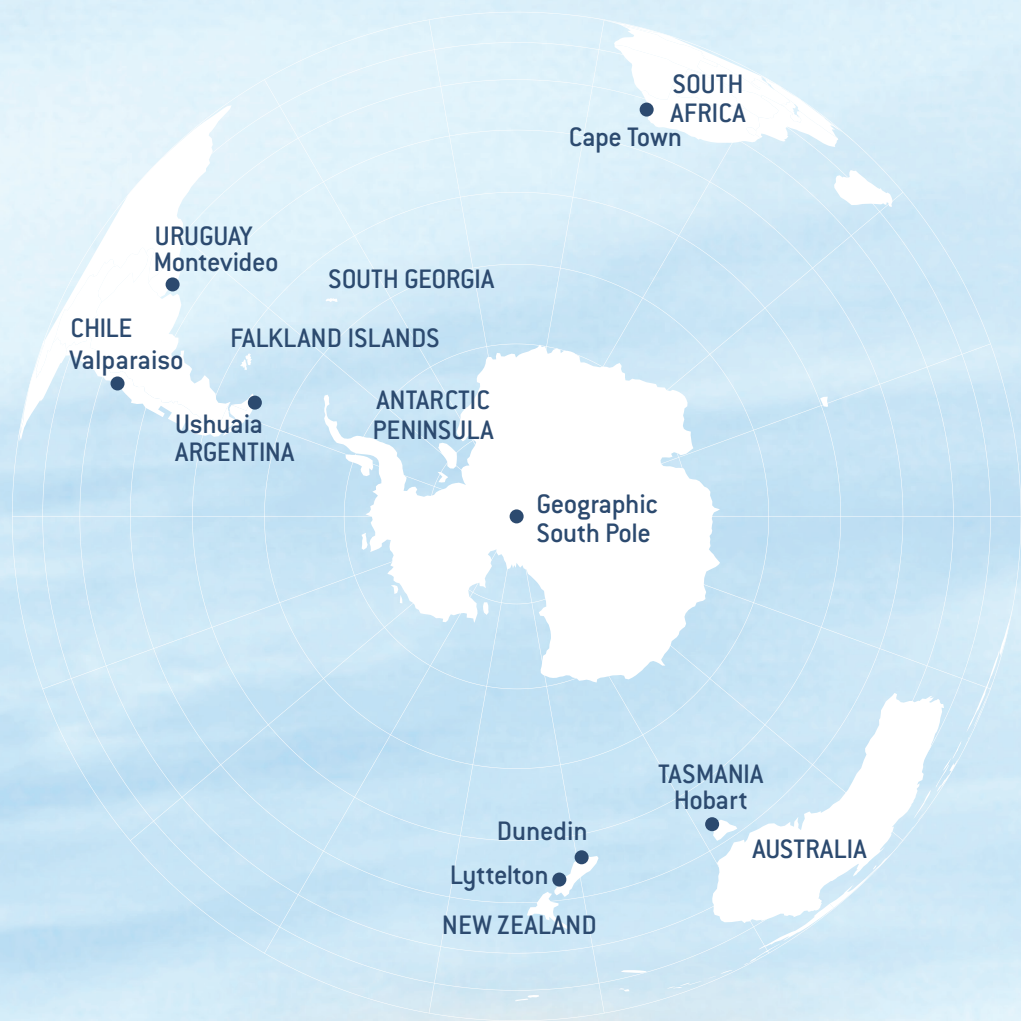 SOUTH
AFRICA
Cape Town
URUGUAY
Montevideo
SOUTH GEORGIA
CHILE
Valparaiso
FALKLAND ISLANDS
Ushuaia
ARGENTINA
ANTARCTIC
PENINSULA
Geographic
South Pole
TASMANIA
Hobart
Dunedin
AUSTRALIA
Lyttelton
NEW ZEALAND